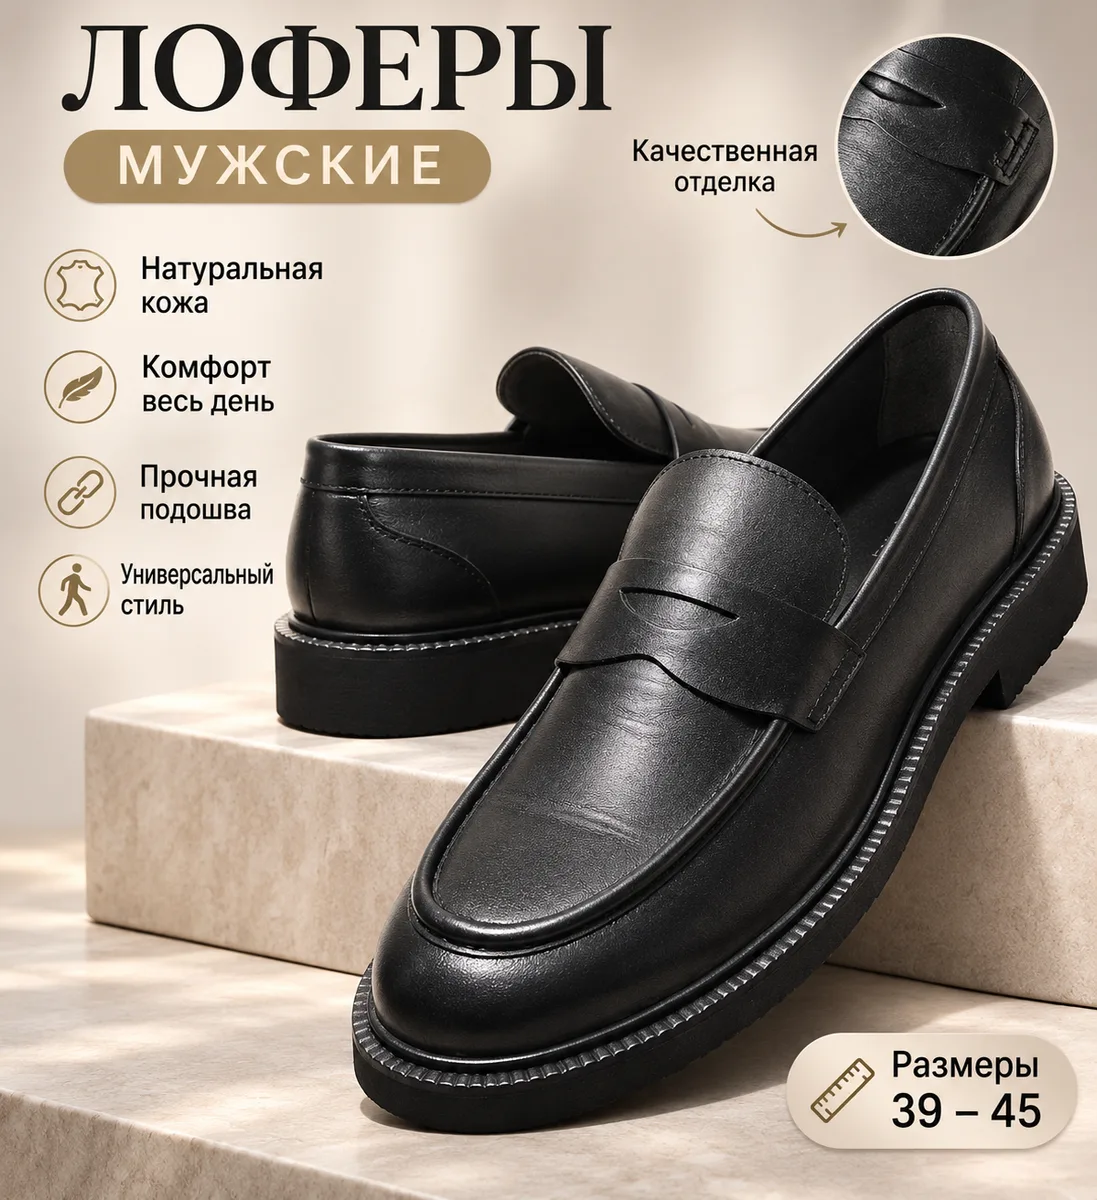 ЛОФЕРЫ
МУЖСКИЕ
Качественная
отделка
Натуральная
кожа
Комфорт
весь день
Прочная
подошва
Универсальный
стиль
Размеры
39 – 45